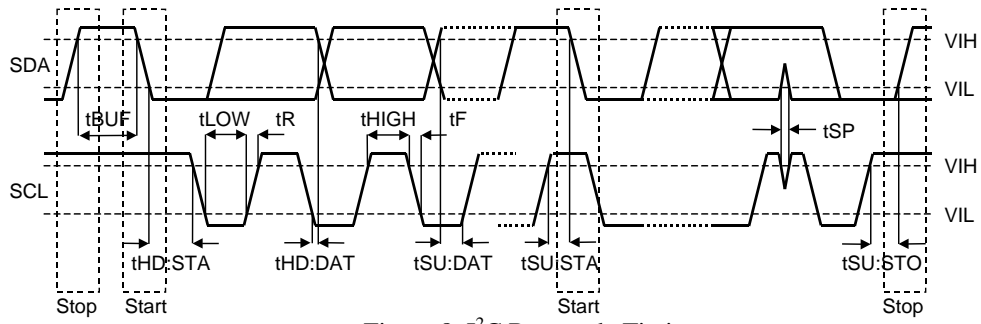 SDA
VIH
VIL
tBUF
tLOW
tR
tHIGH
tF
tSP
SCL
VIH
VIL
tHD:STA
tHD:DAT
tSU:DAT
tSU:STA
tSU:STO
Stop
Start
Start
Stop